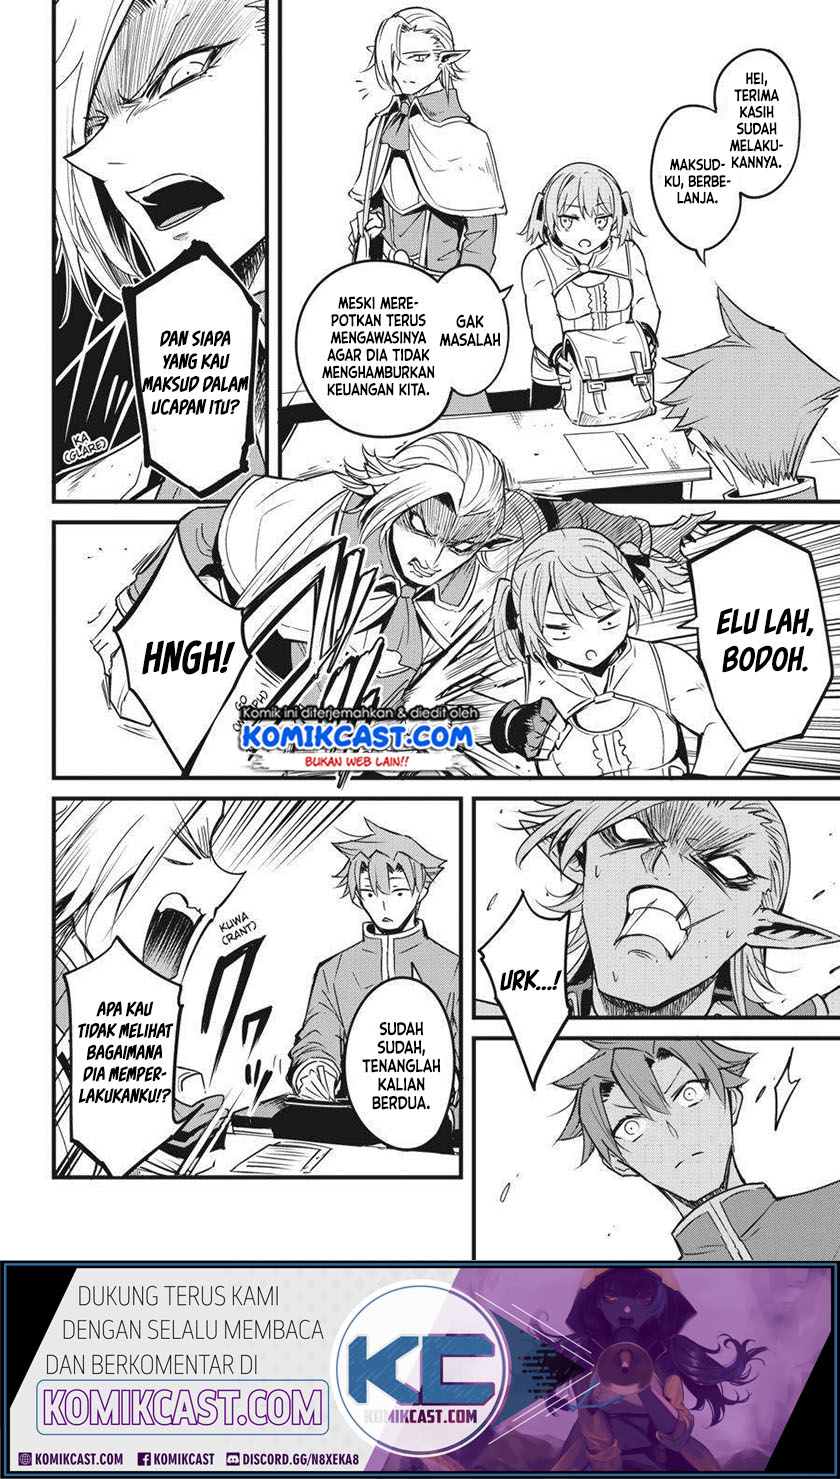 HEI,
TERIMA
KASIH
SUDAH
MELAKU-
KANNYA.
MAKSUD-
KU, BERBE-
LANJA.
GAK
MASALAH
MESKI MERE-
POTKAN TERUS
MENGAWASINYA
AGAR DIA TIDAK
MENGHAMBURKAN
KEUANGAN KITA.
DAN SIAPA
YANG KAU
MAKSUD DALAM
UCAPAN ITU?
KA
(GLARE)
ELU LAH,
BODOH.
HNGH!
GO
Komik ini diterjemahkan & diedit oleh
KOMIKCAST.COM
BUKAN WEB LAIN!!
URK...!
SUDAH
SUDAH,
TENANGLAH
KALIAN
BERDUA.
KUWA
(RANT)
APA KAU
TIDAK MELIHAT
BAGAIMANA
DIA MEMPER-
LAKUKANKU!?
DUKUNG TERUS KAMI
DENGAN SELALU MEMBACA
DAN BERKOMENTAR DI
KOMIKCAST.COM
KC
KOMIKCAST.COM
KOMIKCAST.COM KOMIKCAST DISCORD.GG/N8XEKA8